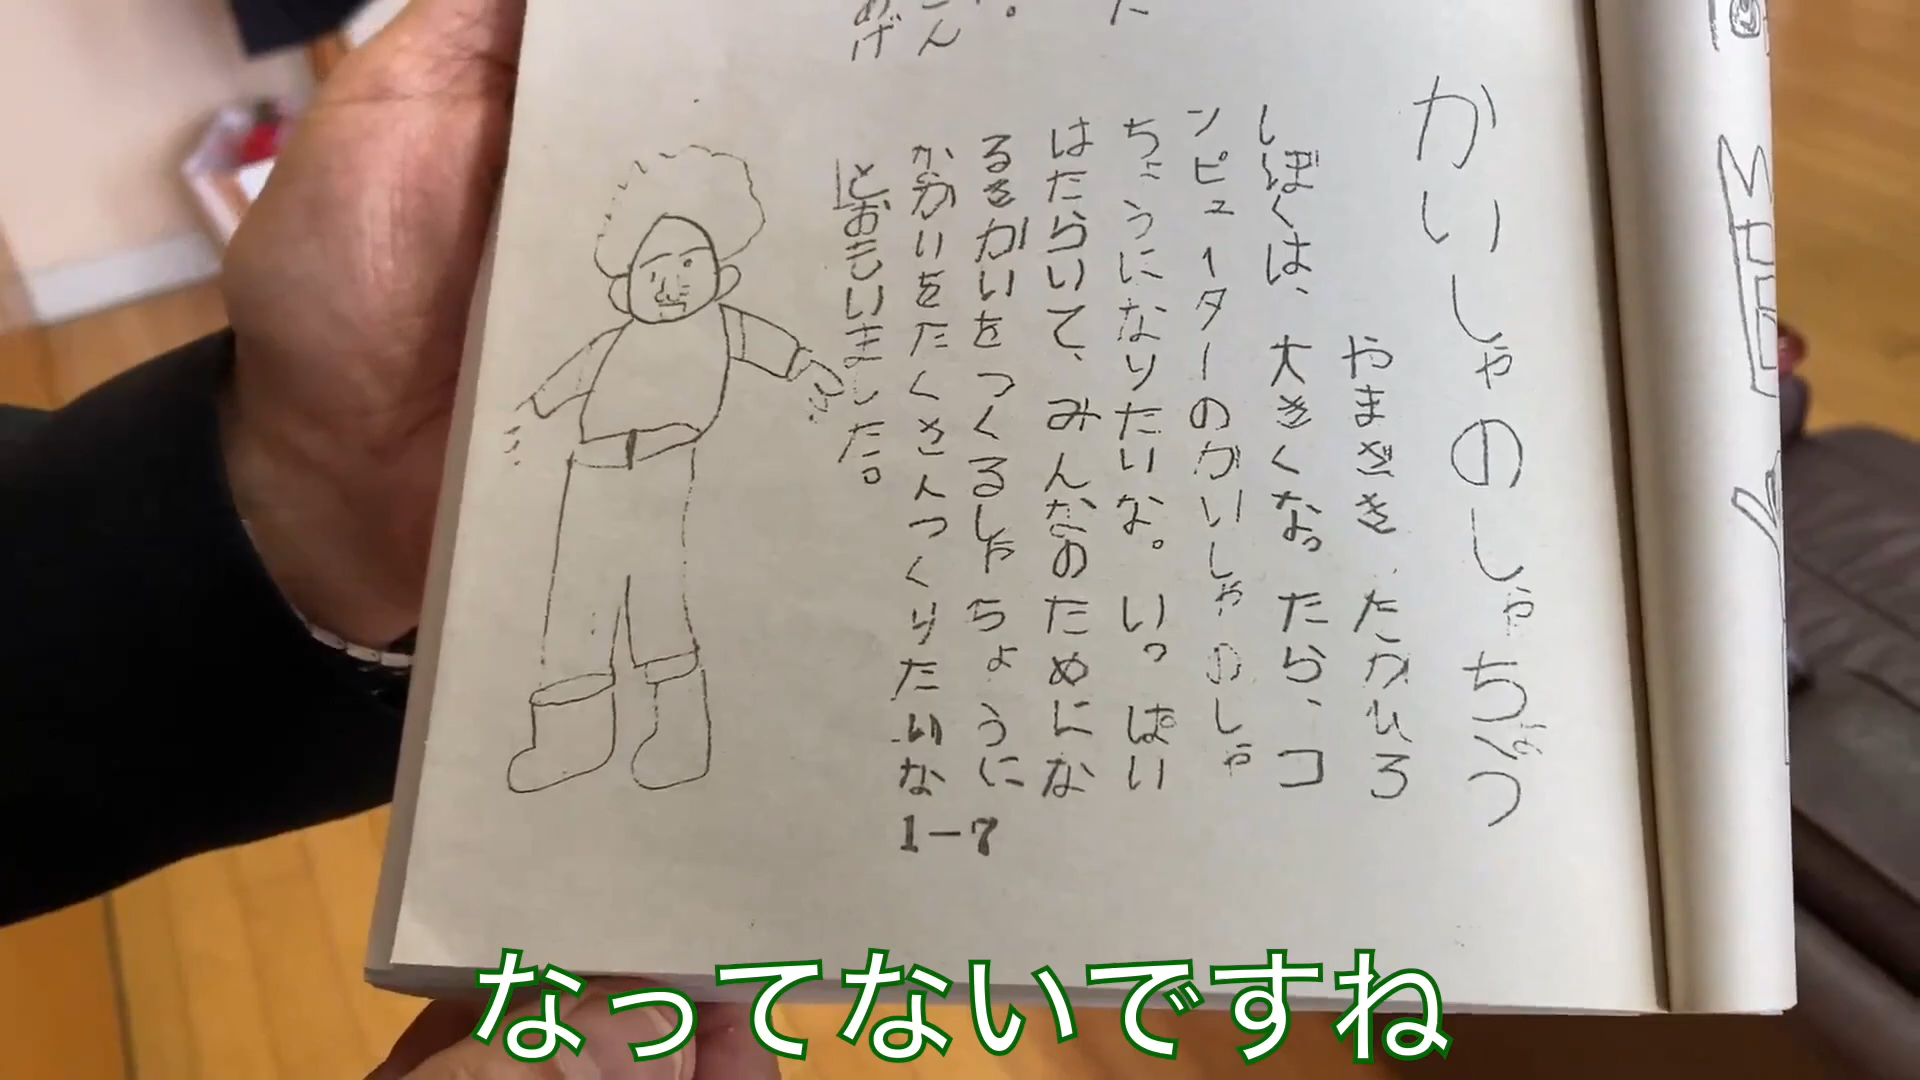 かいしゃのしゃちょう
やまざき たかひろ
ぼくは、大きくなったら、コ
ンピューターのかいしゃのしゃ
ちょうになりたいな。いっぱい
はたらいて、みんなのためにな
るきかいをつくるしゃちょうに
きかいをたくさんつくりたいな
とおもいました。
1-7
なってないですね